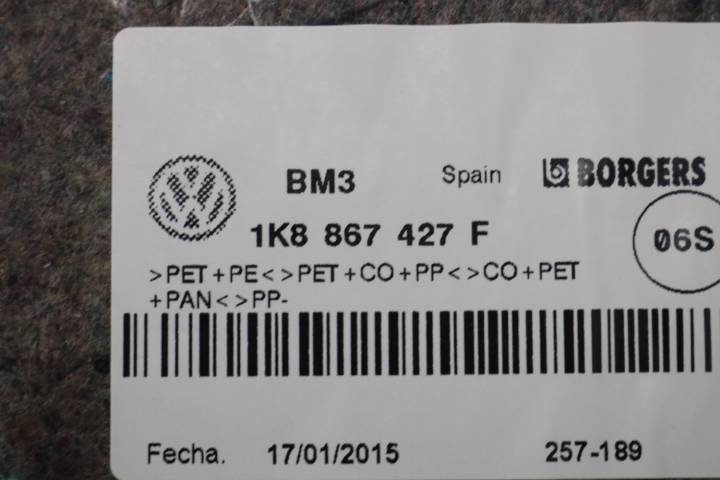 BM3 Spain BORGERS
1K8 867 427 F
06S
>PET+PE<>PET+CO+PP<>CO+PET
+PAN<>PP-
Fecha. 17/01/2015 257-189